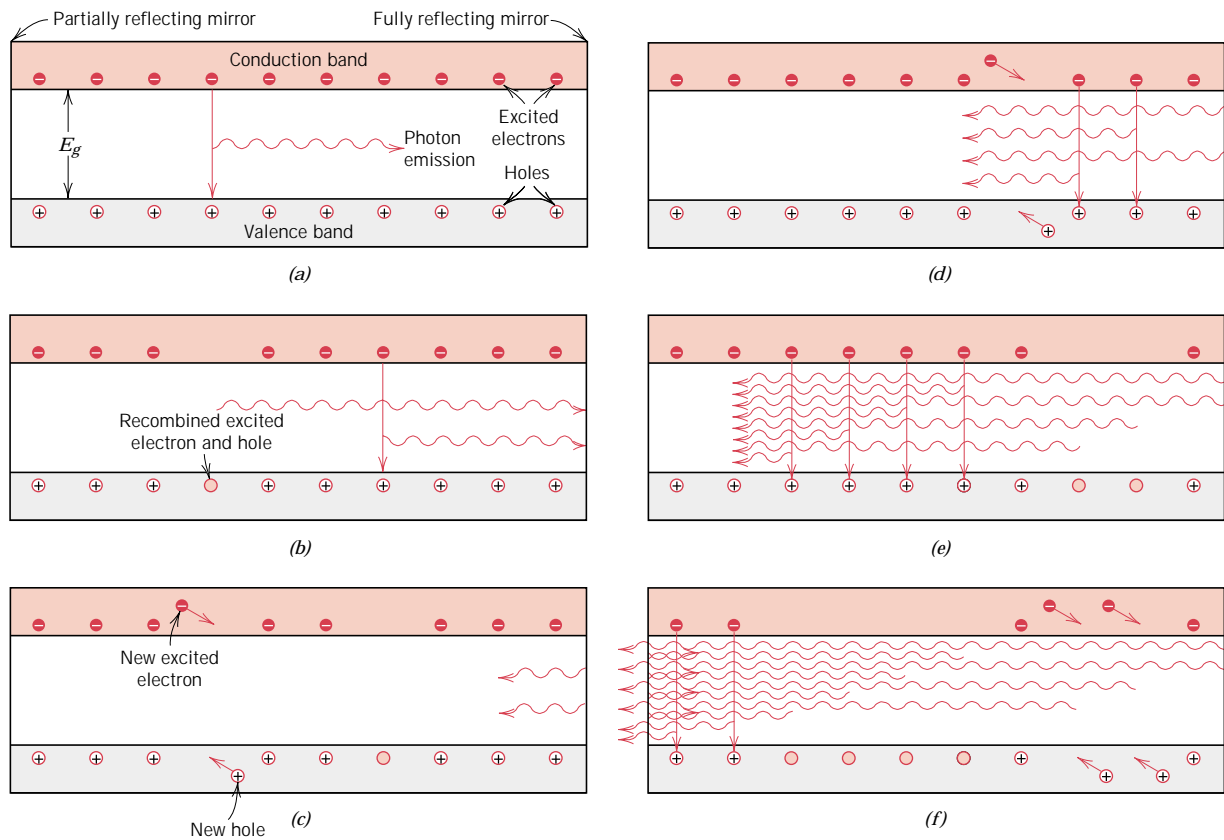 Partially reflecting mirror
Fully reflecting mirror
Conduction band
Excited
electrons
Photon
emission
E_g
Holes
Valence band
(a)
Recombined excited
electron and hole
(b)
New excited
electron
New hole
(c)
(d)
(e)
(f)